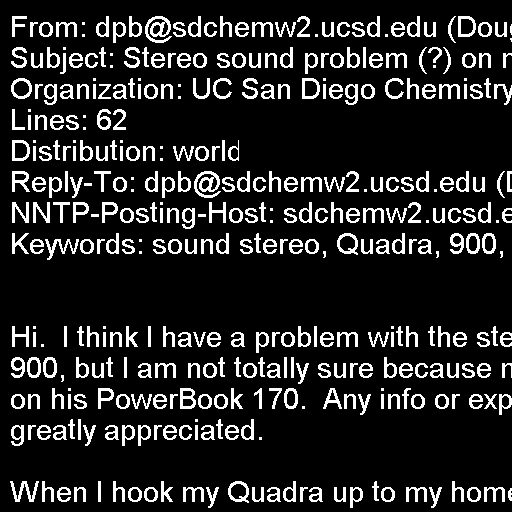 From: dpb@sdchemw2.ucsd.edu (Doug
Subject: Stereo sound problem (?) on
Organization: UC San Diego Chemistry
Lines: 62
Distribution: world
Reply-To: dpb@sdchemw2.ucsd.edu (
NNTP-Posting-Host: sdchemw2.ucsd.e
Keywords: sound stereo, Quadra, 900,
Hi.  I think I have a problem with the ste
900, but I am not totally sure because
on his PowerBook 170.  Any info or exp
greatly appreciated.
When I hook my Quadra up to my home